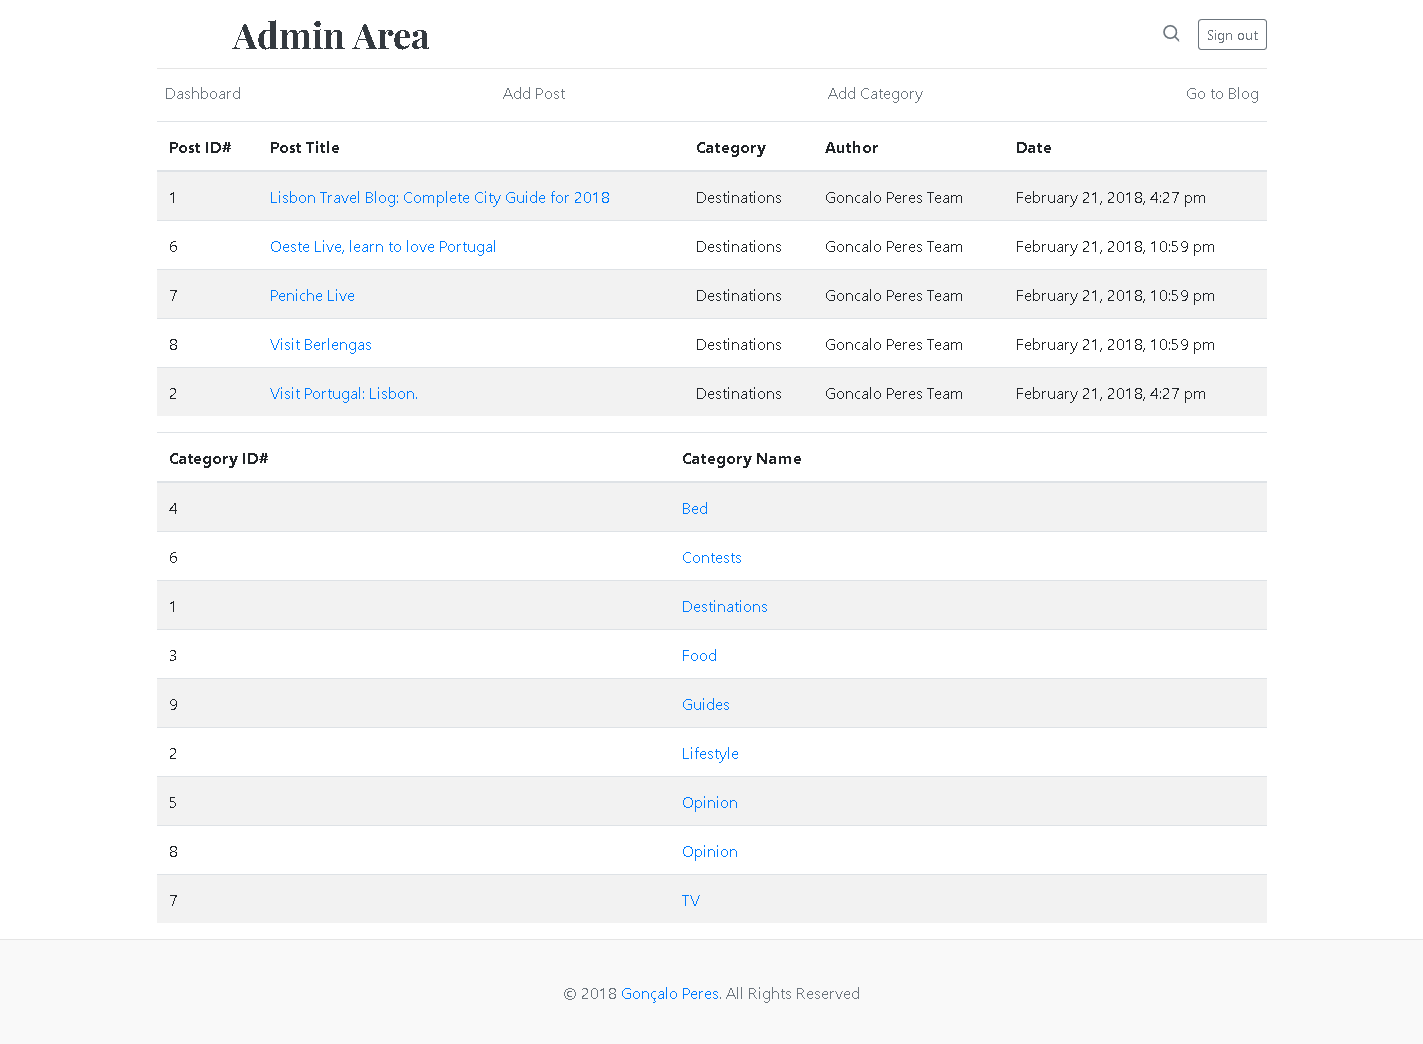 Admin Area
Sign out
Dashboard Add Post Add Category Go to Blog
Post ID# Post Title Category Author Date
1 Lisbon Travel Blog: Complete City Guide for 2018 Destinations Goncalo Peres Team February 21, 2018, 4:27 pm
6 Oeste Live, learn to love Portugal Destinations Goncalo Peres Team February 21, 2018, 10:59 pm
7 Peniche Live Destinations Goncalo Peres Team February 21, 2018, 10:59 pm
8 Visit Berlengas Destinations Goncalo Peres Team February 21, 2018, 10:59 pm
2 Visit Portugal: Lisbon. Destinations Goncalo Peres Team February 21, 2018, 4:27 pm
Category ID# Category Name
4 Bed
6 Contests
1 Destinations
3 Food
9 Guides
2 Lifestyle
5 Opinion
8 Opinion
7 TV
© 2018 Gonçalo Peres. All Rights Reserved